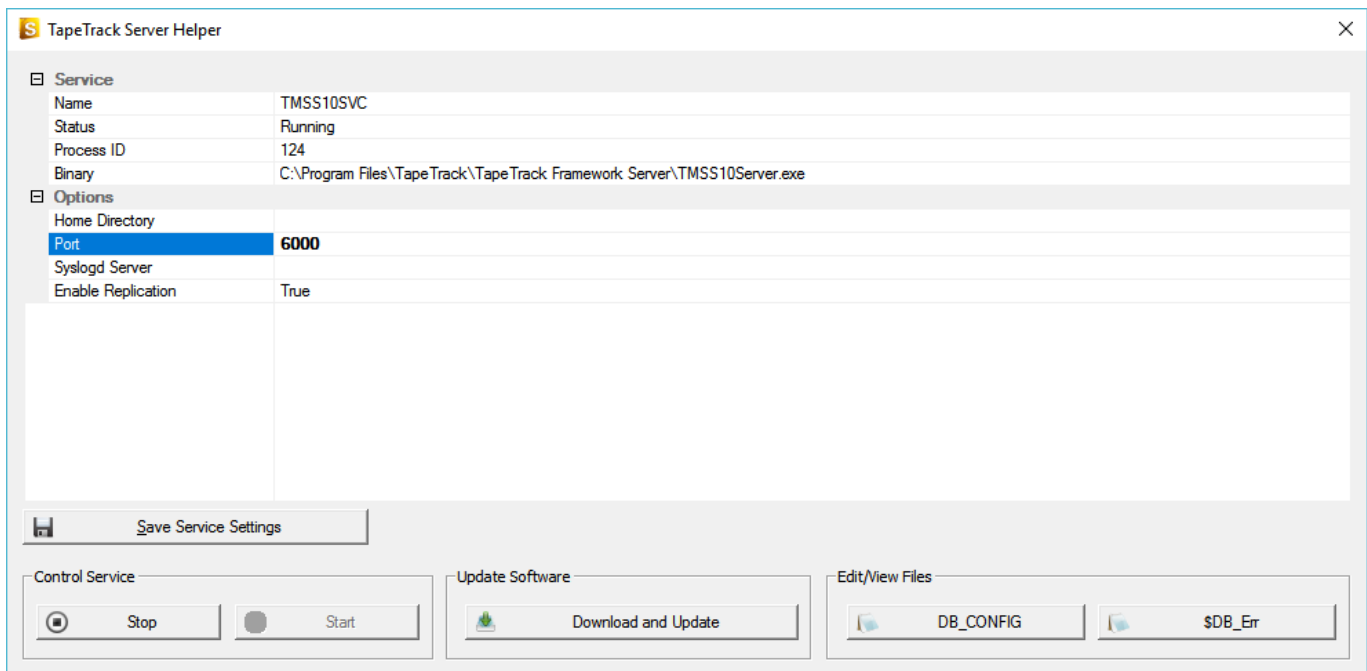 TapeTrack Server Helper
Service
Name TMSS10SVC
Status Running
Process ID 124
Binary C:\Program Files\TapeTrack\TapeTrack Framework Server\TMSS10Server.exe
Options
Home Directory
Port 6000
Syslogd Server
Enable Replication True
Save Service Settings
Control Service Update Software Edit/View Files
Stop Start Download and Update DB_CONFIG $DB_Err